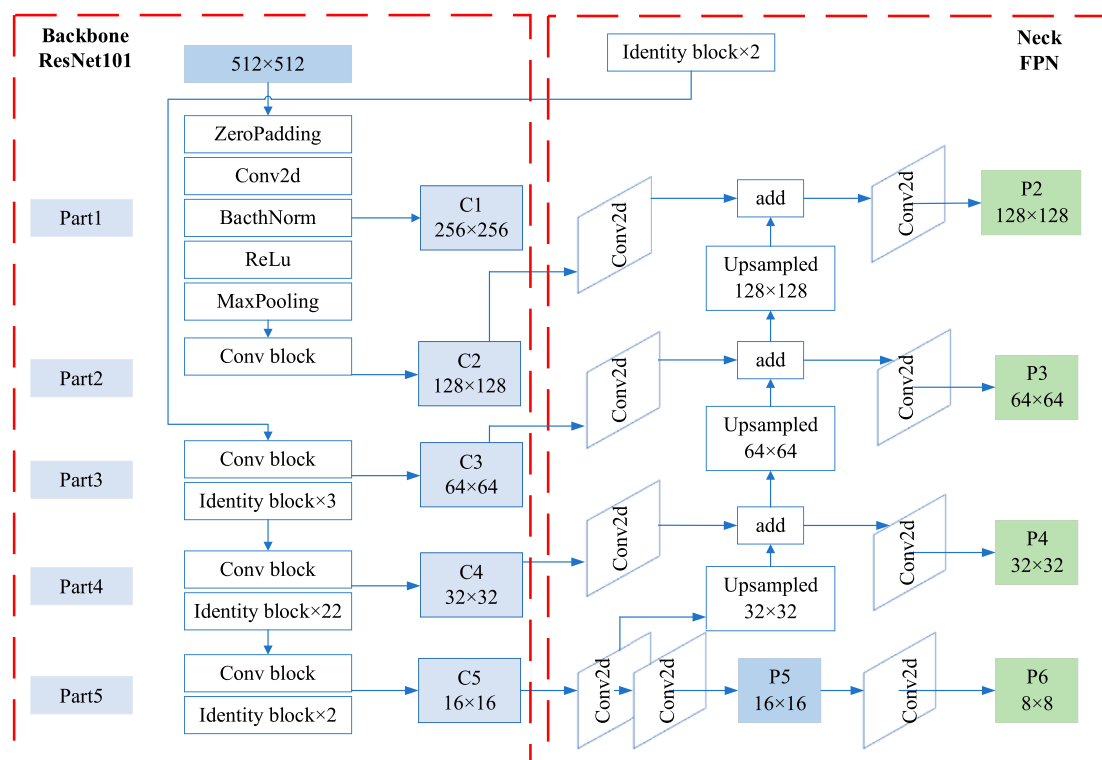 Backbone
ResNet101
512×512
ZeroPadding
Conv2d
BacthNorm
ReLu
MaxPooling
Conv block
Part1
Part2
Part3
Part4
Part5
Conv block
Identity block×3
Conv block
Identity block×22
Conv block
Identity block×2
C1
256×256
C2
128×128
C3
64×64
C4
32×32
C5
16×16
Identity block×2
Neck
FPN
Conv2d
add
Conv2d
P2
128×128
Upsampled
128×128
Conv2d
add
Conv2d
P3
64×64
Upsampled
64×64
Conv2d
add
Conv2d
P4
32×32
Upsampled
32×32
Conv2d
Conv2d
P5
16×16
Conv2d
P6
8×8